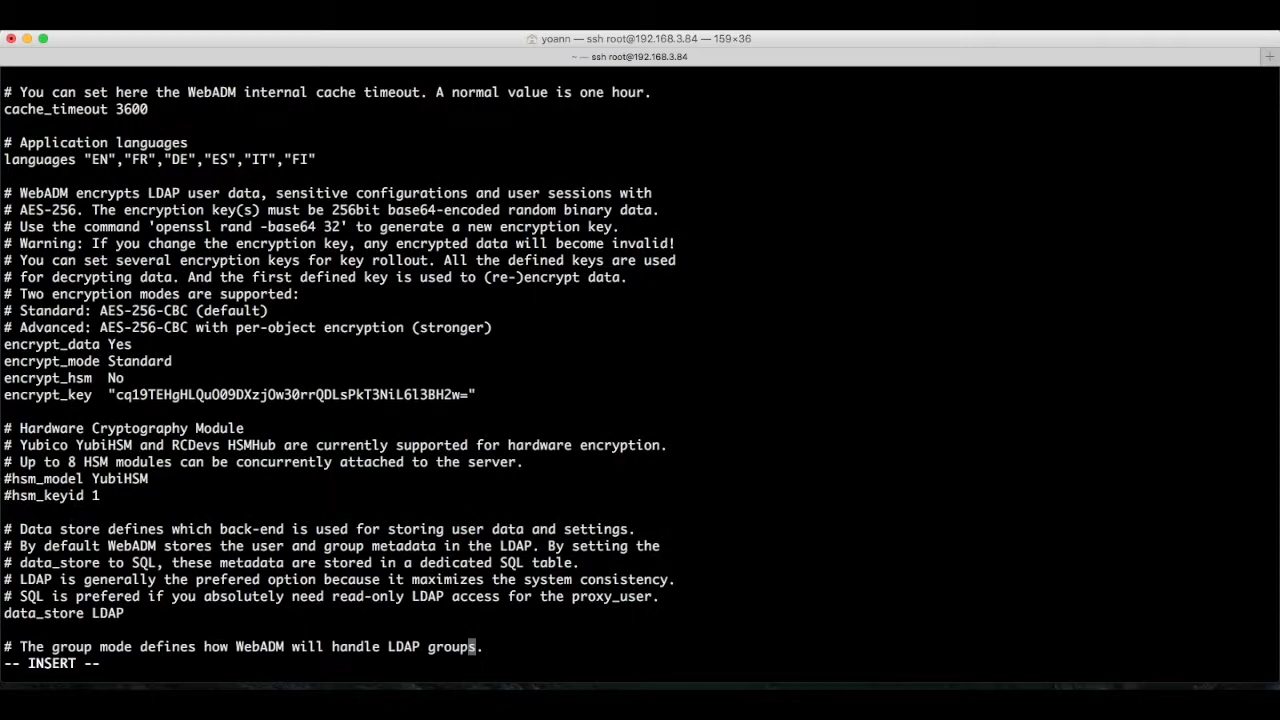 yoann — ssh root@192.168.3.84 — 159×36
~ — ssh root@192.168.3.84
# You can set here the WebADM internal cache timeout. A normal value is one hour.
cache_timeout 3600
# Application languages
languages "EN","FR","DE","ES","IT","FI"
# WebADM encrypts LDAP user data, sensitive configurations and user sessions with
# AES-256. The encryption key(s) must be 256bit base64-encoded random binary data.
# Use the command 'openssl rand -base64 32' to generate a new encryption key.
# Warning: If you change the encryption key, any encrypted data will become invalid!
# You can set several encryption keys for key rollout. All the defined keys are used
# for decrypting data. And the first defined key is used to (re-)encrypt data.
# Two encryption modes are supported:
# Standard: AES-256-CBC (default)
# Advanced: AES-256-CBC with per-object encryption (stronger)
encrypt_data Yes
encrypt_mode Standard
encrypt_hsm No
encrypt_key "cq19TEHgHLQuO09DXzjOw30rrQDLsPkT3NiL6l3BH2w="
# Hardware Cryptography Module
# Yubico YubiHSM and RCDevs HSMHub are currently supported for hardware encryption.
# Up to 8 HSM modules can be concurrently attached to the server.
#hsm_model YubiHSM
#hsm_keyid 1
# Data store defines which back-end is used for storing user data and settings.
# By default WebADM stores the user and group metadata in the LDAP. By setting the
# data_store to SQL, these metadata are stored in a dedicated SQL table.
# LDAP is generally the prefered option because it maximizes the system consistency.
# SQL is prefered if you absolutely need read-only LDAP access for the proxy_user.
data_store LDAP
# The group mode defines how WebADM will handle LDAP groups.
-- INSERT --